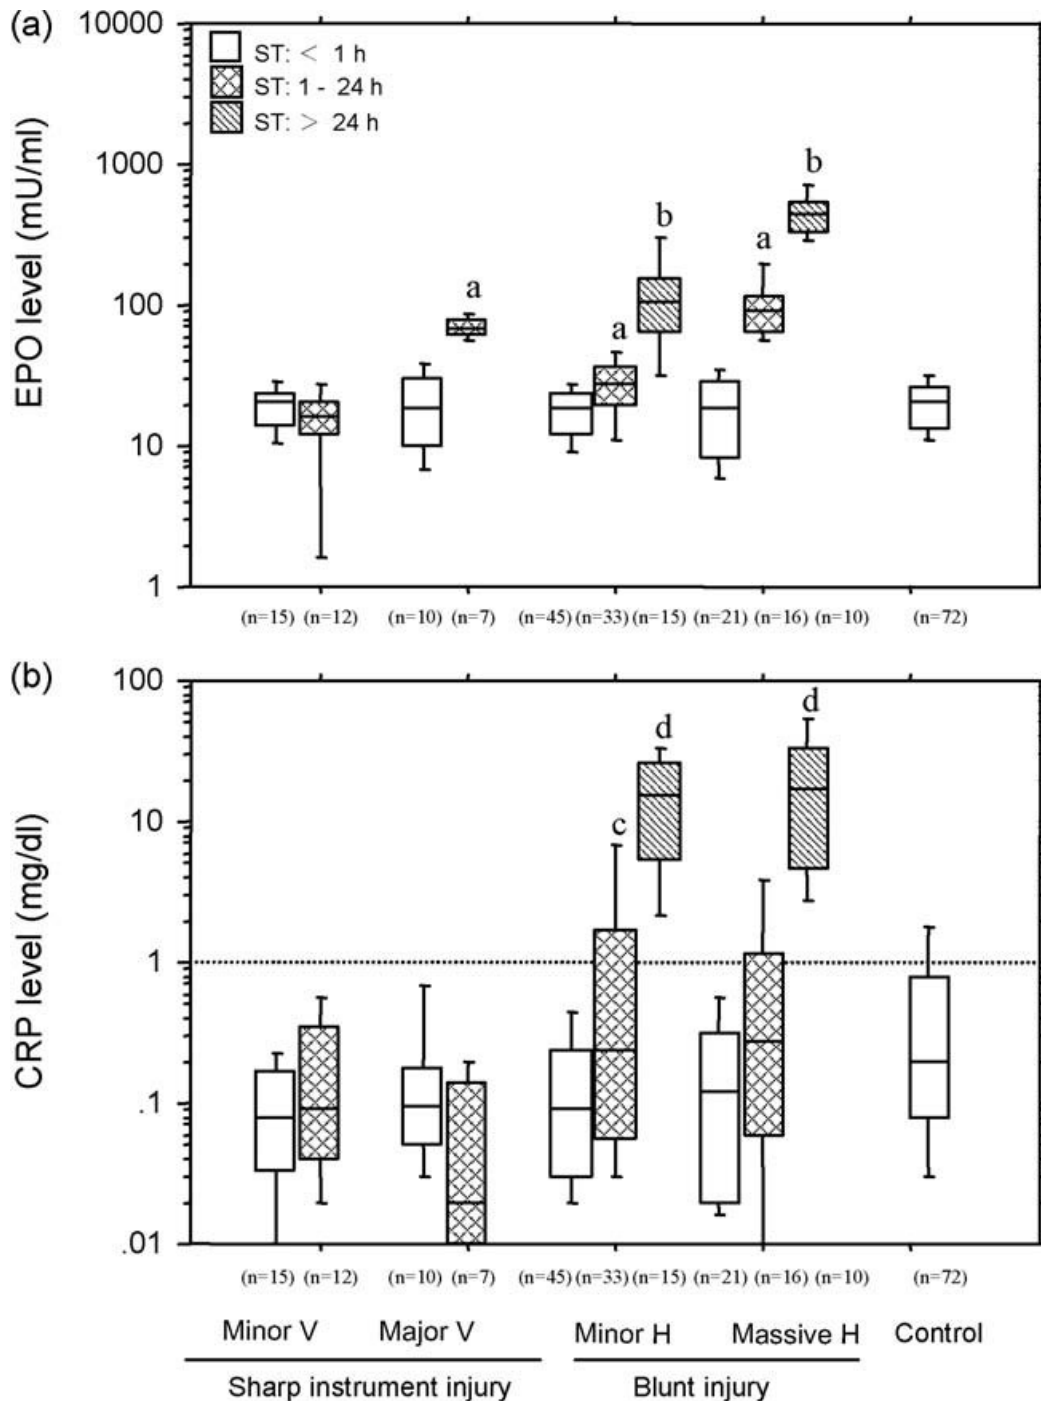 (a)
10000
1000
100
10
1
EPO level (mU/ml)
ST: < 1 h
ST: 1 - 24 h
ST: > 24 h
a
a
b
a
b
(n=15) (n=12) (n=10) (n=7) (n=45) (n=33) (n=15) (n=21) (n=16) (n=10) (n=72)
(b)
100
10
1
.1
.01
CRP level (mg/dl)
c
d
d
(n=15) (n=12) (n=10) (n=7) (n=45) (n=33) (n=15) (n=21) (n=16) (n=10) (n=72)
Minor V Major V Minor H Massive H Control
Sharp instrument injury Blunt injury